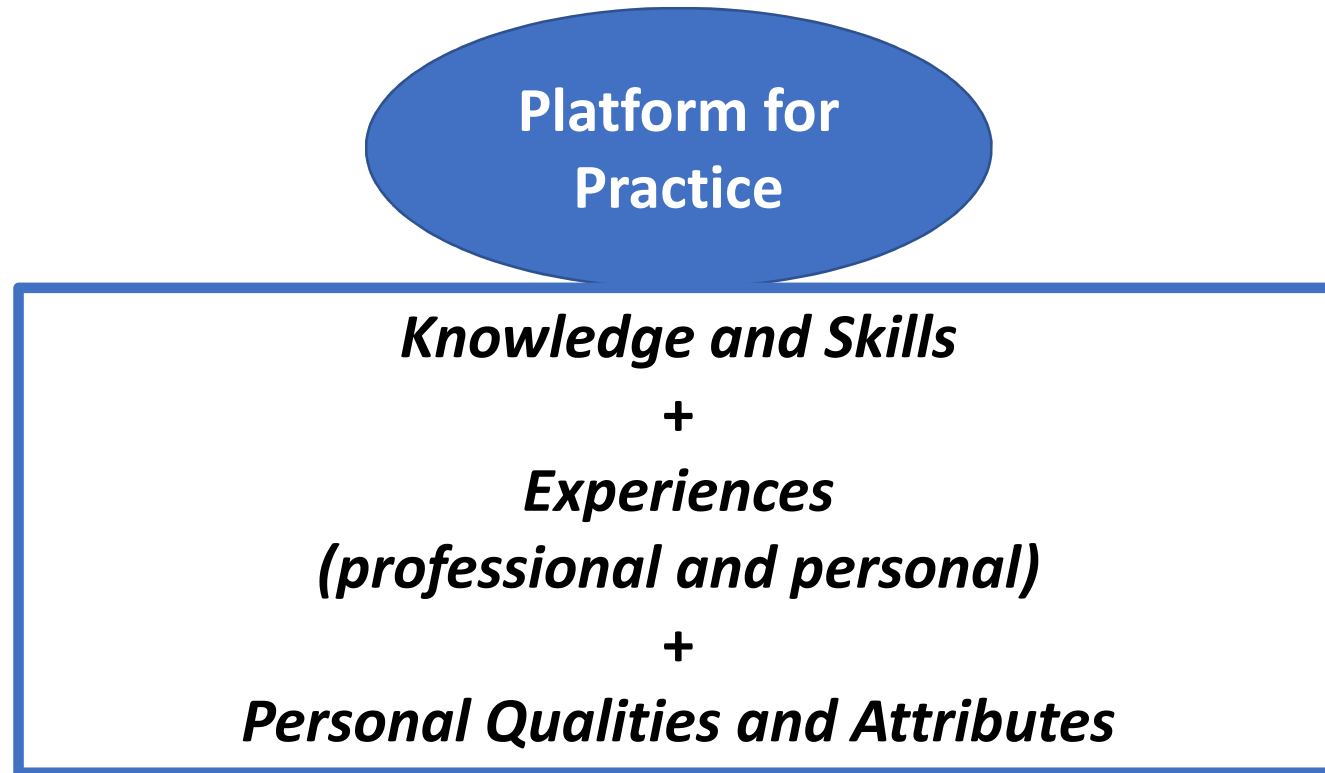 Platform for
Practice
Knowledge and Skills
+
Experiences
(professional and personal)
+
Personal Qualities and Attributes